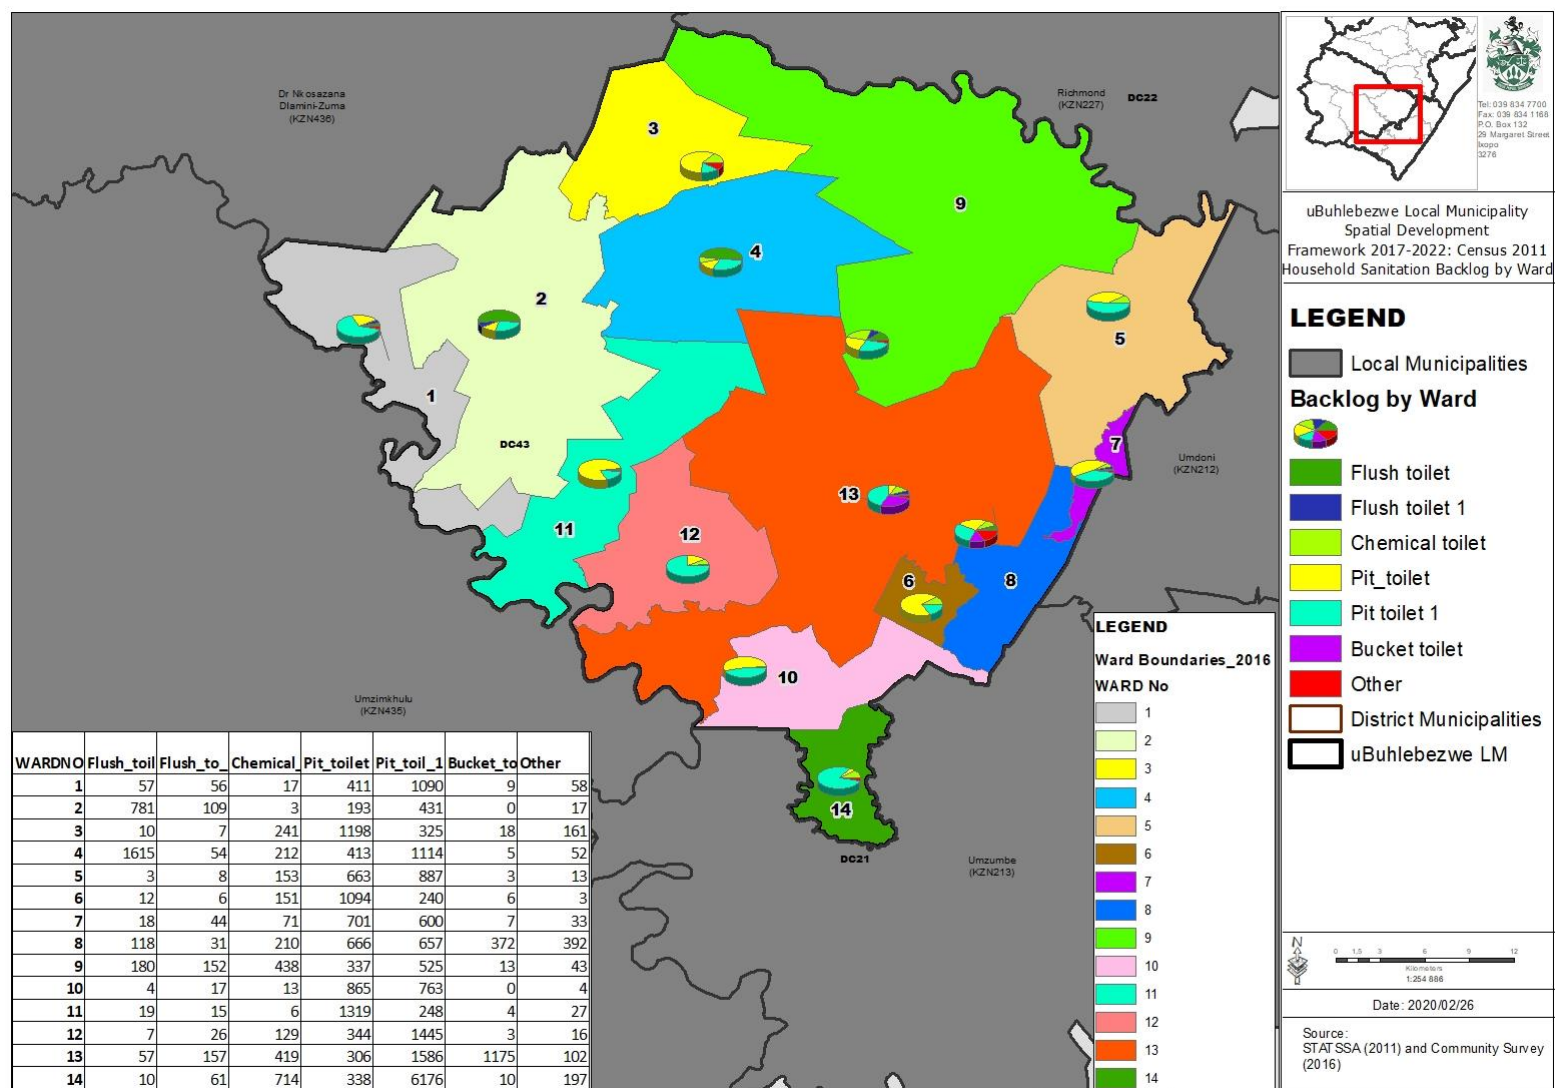 Dr Nkosazana
Dlamini-Zuma
(KZN436)
Richmond
(KZN227)
DC22
3
9
4
2
5
1
DC43
7
Umdoni
(KZN212)
13
11
12
6
8
10
Umzimkhulu
(KZN435)
14
DC21
Umzumbe
(KZN213)
WARDNO Flush_toil Flush_to_ Chemical_ Pit_toilet Pit_toil_1 Bucket_to Other
1 57 56 17 411 1090 9 58
2 781 109 3 193 431 0 17
3 10 7 241 1198 325 18 161
4 1615 54 212 413 1114 5 52
5 3 8 153 663 887 3 13
6 12 6 151 1094 240 6 3
7 18 44 71 701 600 7 33
8 118 31 210 666 657 372 392
9 180 152 438 337 525 13 43
10 4 17 13 865 763 0 4
11 19 15 6 1319 248 4 27
12 7 26 129 344 1445 3 16
13 57 157 419 306 1586 1175 102
14 10 61 714 338 6176 10 197
LEGEND
Ward Boundaries_2016
WARD No
1
2
3
4
5
6
7
8
9
10
11
12
13
14
Tel: 039 834 7700
Fax: 039 834 1168
P.O. Box 132
29 Margaret Street
Ixopo
3276
uBuhlebezwe Local Municipality
Spatial Development
Framework 2017-2022: Census 2011
Household Sanitation Backlog by Ward
LEGEND
Local Municipalities
Backlog by Ward
Flush toilet
Flush toilet 1
Chemical toilet
Pit_toilet
Pit toilet 1
Bucket toilet
Other
District Municipalities
uBuhlebezwe LM
N
0 1,5 3 6 9 12
Kilometers
1:254 886
Date: 2020/02/26
Source:
STATSSA (2011) and Community Survey
(2016)